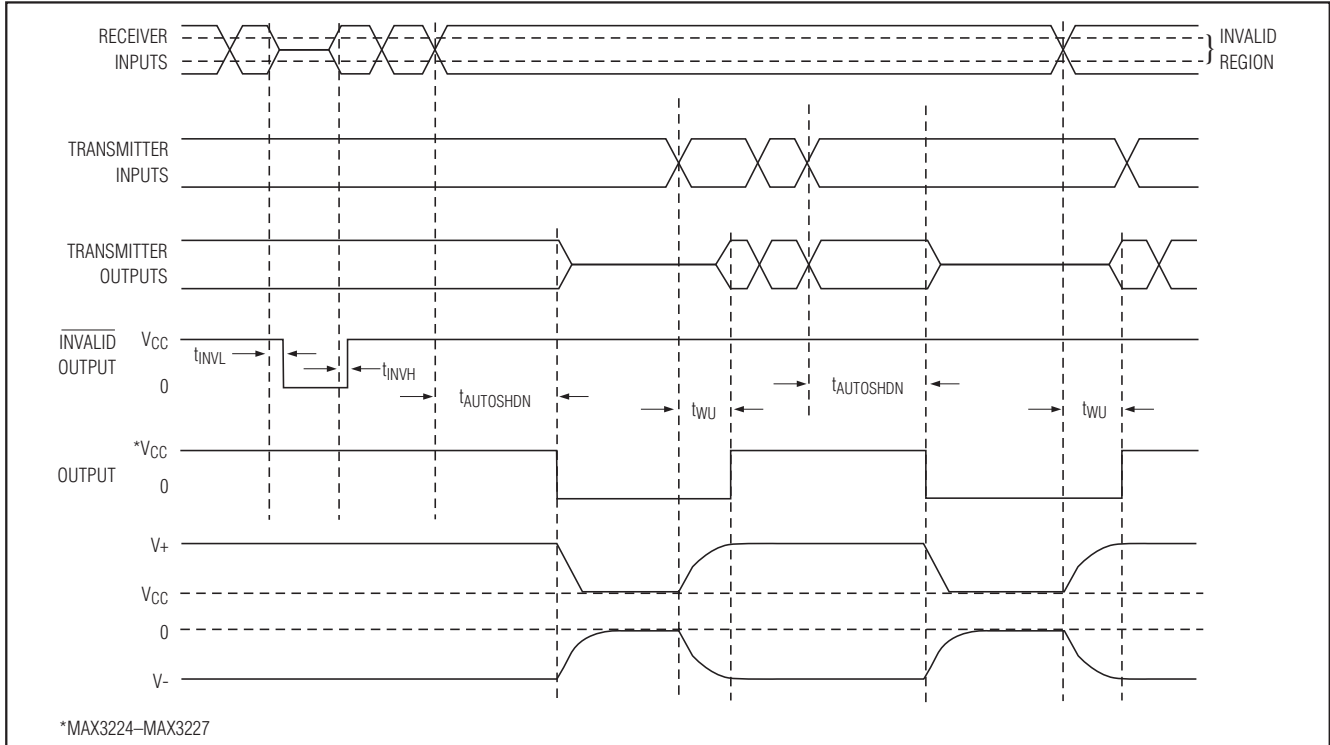 RECEIVER
INPUTS
INVALID
REGION
TRANSMITTER
INPUTS
TRANSMITTER
OUTPUTS
INVALID
OUTPUT
VCC
0
tINVL
tINVH
tAUTOSHDN
tWU
tAUTOSHDN
tWU
OUTPUT
*VCC
0
V+
VCC
0
V-
*MAX3224–MAX3227